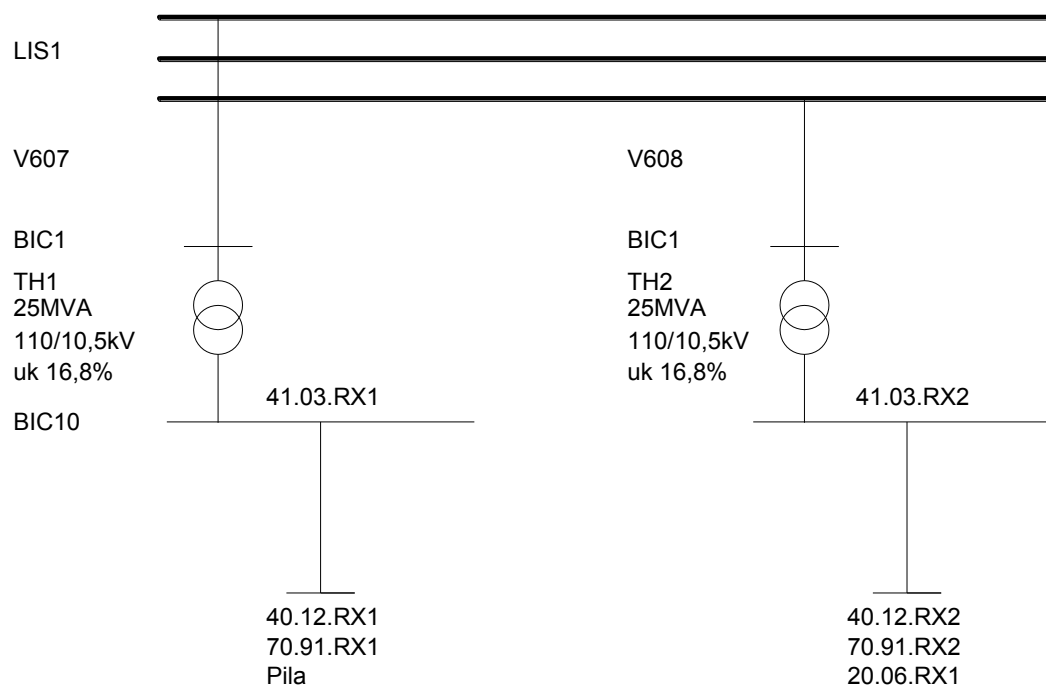 LIS1
V607
V608
BIC1
BIC1
TH1
25MVA
110/10,5kV
uk 16,8%
TH2
25MVA
110/10,5kV
uk 16,8%
41.03.RX1
41.03.RX2
BIC10
40.12.RX1
70.91.RX1
Pila
40.12.RX2
70.91.RX2
20.06.RX1